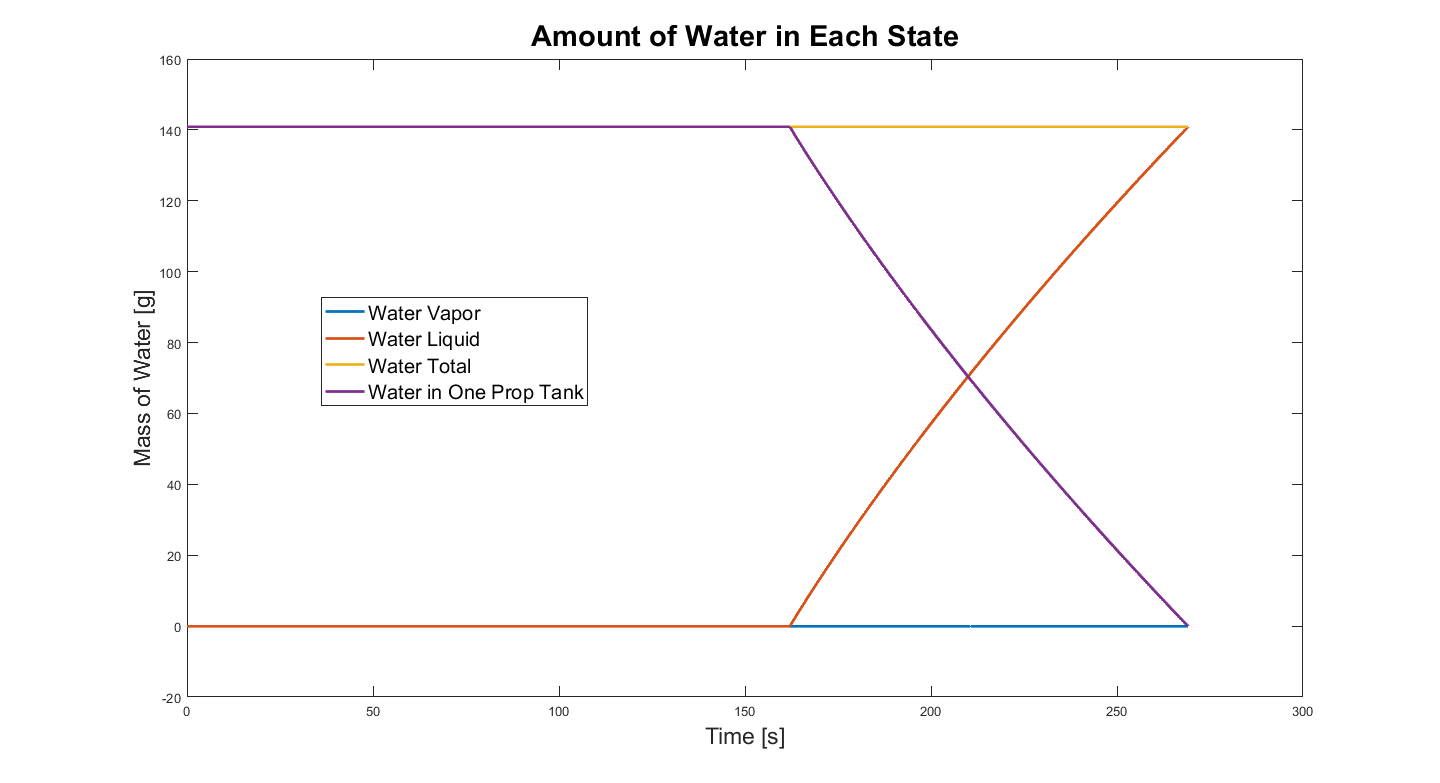 Amount of Water in Each State
160
140
120
100
80
60
40
20
0
-20
Mass of Water [g]
Water Vapor
Water Liquid
Water Total
Water in One Prop Tank
0 50 100 150 200 250 300
Time [s]